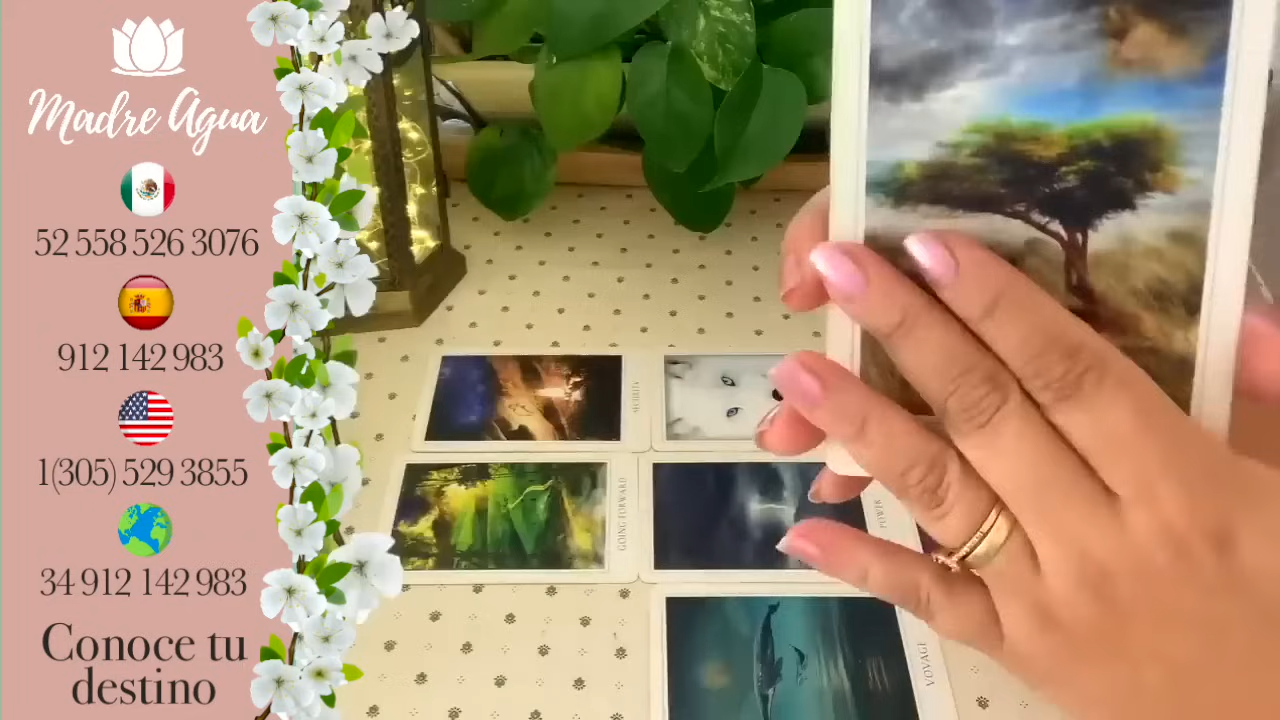 Madre Agua
52 558 526 3076
912 142 983
1(305) 529 3855
34 912 142 983
Conoce tu
destino
SECURITY
GOING FORWARD
POWER
VOYAGE